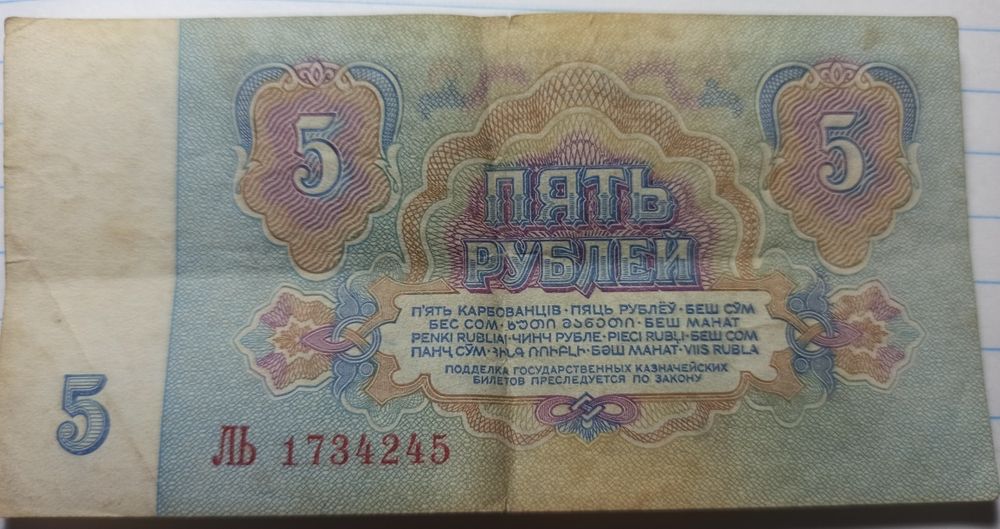 5
5
ПЯТЬ
РУБЛЕЙ
П'ЯТЬ КАРБОВАНЦІВ · ПЯЦЬ РУБЛЁЎ · БЕШ СЎМ
БЕС СОМ · ხუთი მანეთი · БЕШ МАНАТ
PENKI RUBLIAI · ЧИНЧ РУБЛЕ · PIECI RUBĻI · БЕШ СОМ
ПАНҶ СӮМ · ՀԻՆԳ ՌՈՒԲԼԻ · БӘШ МАНАТ · VIIS RUBLA
ПОДДЕЛКА ГОСУДАРСТВЕННЫХ КАЗНАЧЕЙСКИХ
БИЛЕТОВ ПРЕСЛЕДУЕТСЯ ПО ЗАКОНУ
5
ЛЬ 1734245